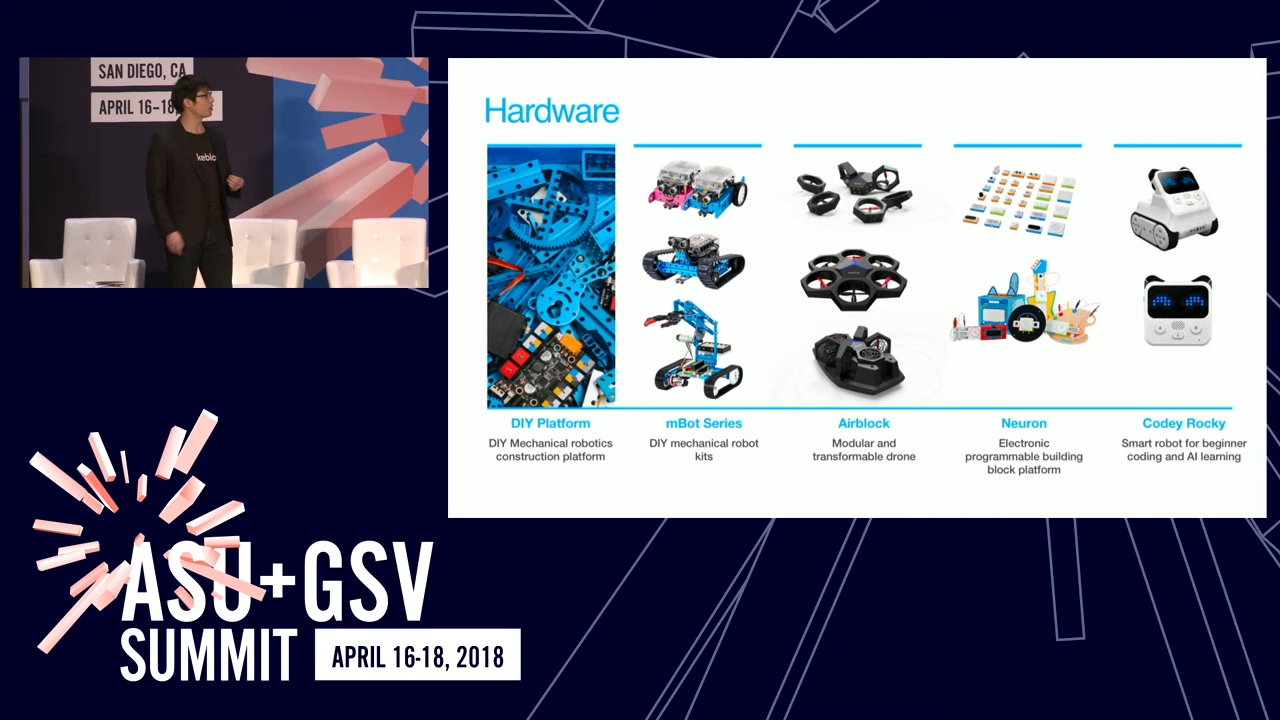 SAN DIEGO, CA
APRIL 16-18
keblo
Hardware
DIY Platform
DIY Mechanical robotics
construction platform
mBot Series
DIY mechanical robot
kits
Airblock
Modular and
transformable drone
Neuron
Electronic
programmable building
block platform
Codey Rocky
Smart robot for beginner
coding and AI learning
ASU+GSV
SUMMIT
APRIL 16-18, 2018